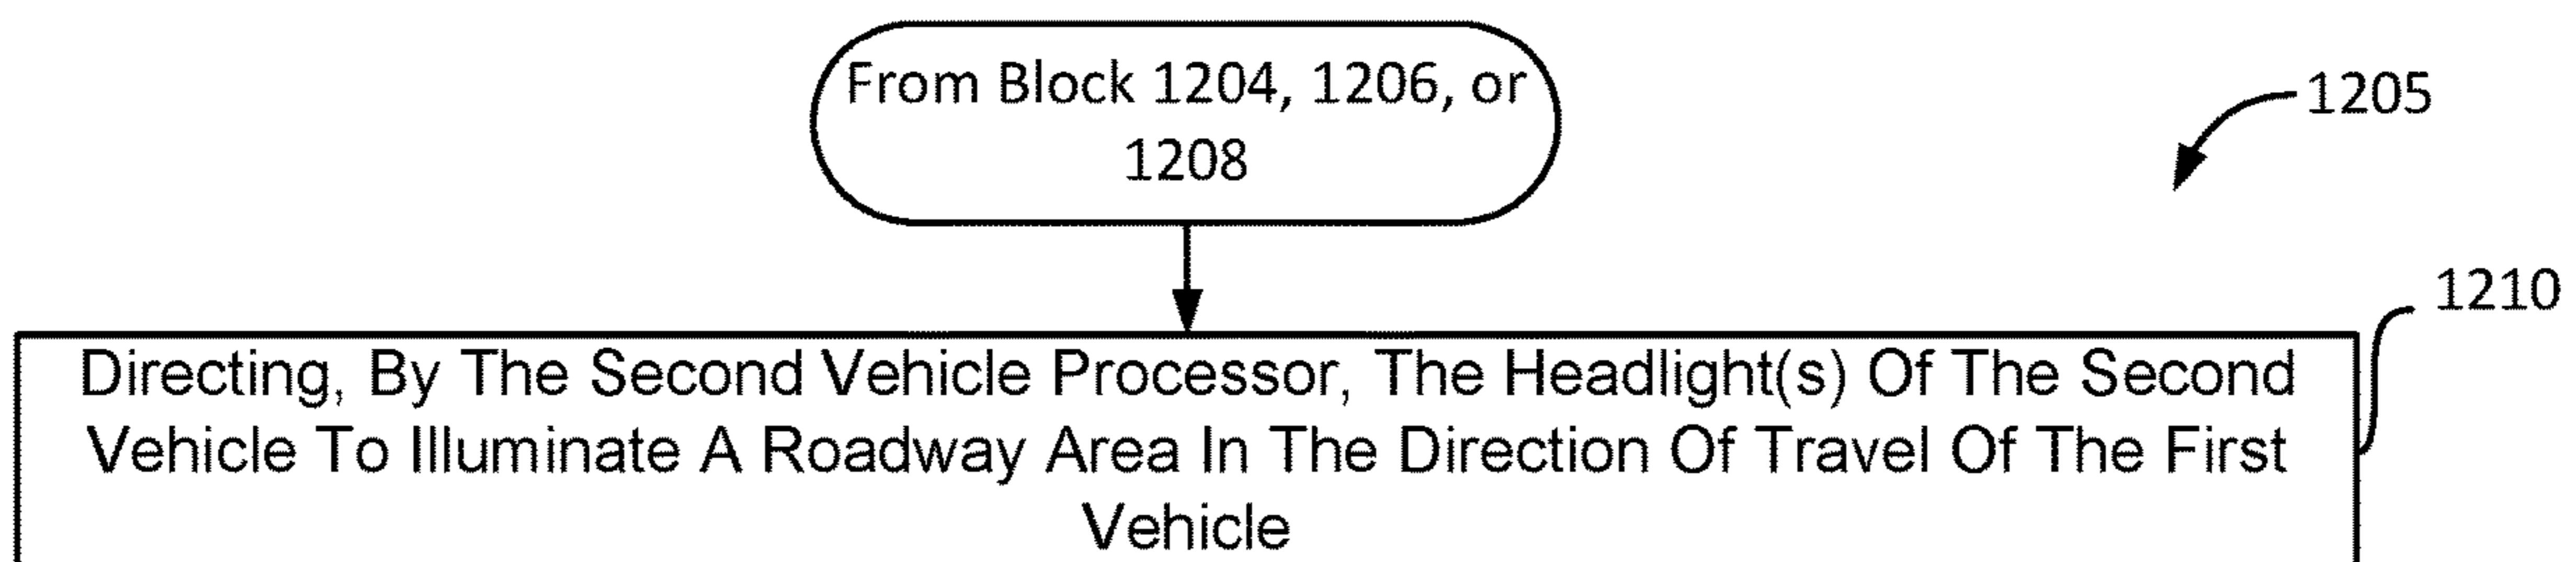 From Block 1204, 1206, or
1208
1205
1210
Directing, By The Second Vehicle Processor, The Headlight(s) Of The Second
Vehicle To Illuminate A Roadway Area In The Direction Of Travel Of The First
Vehicle